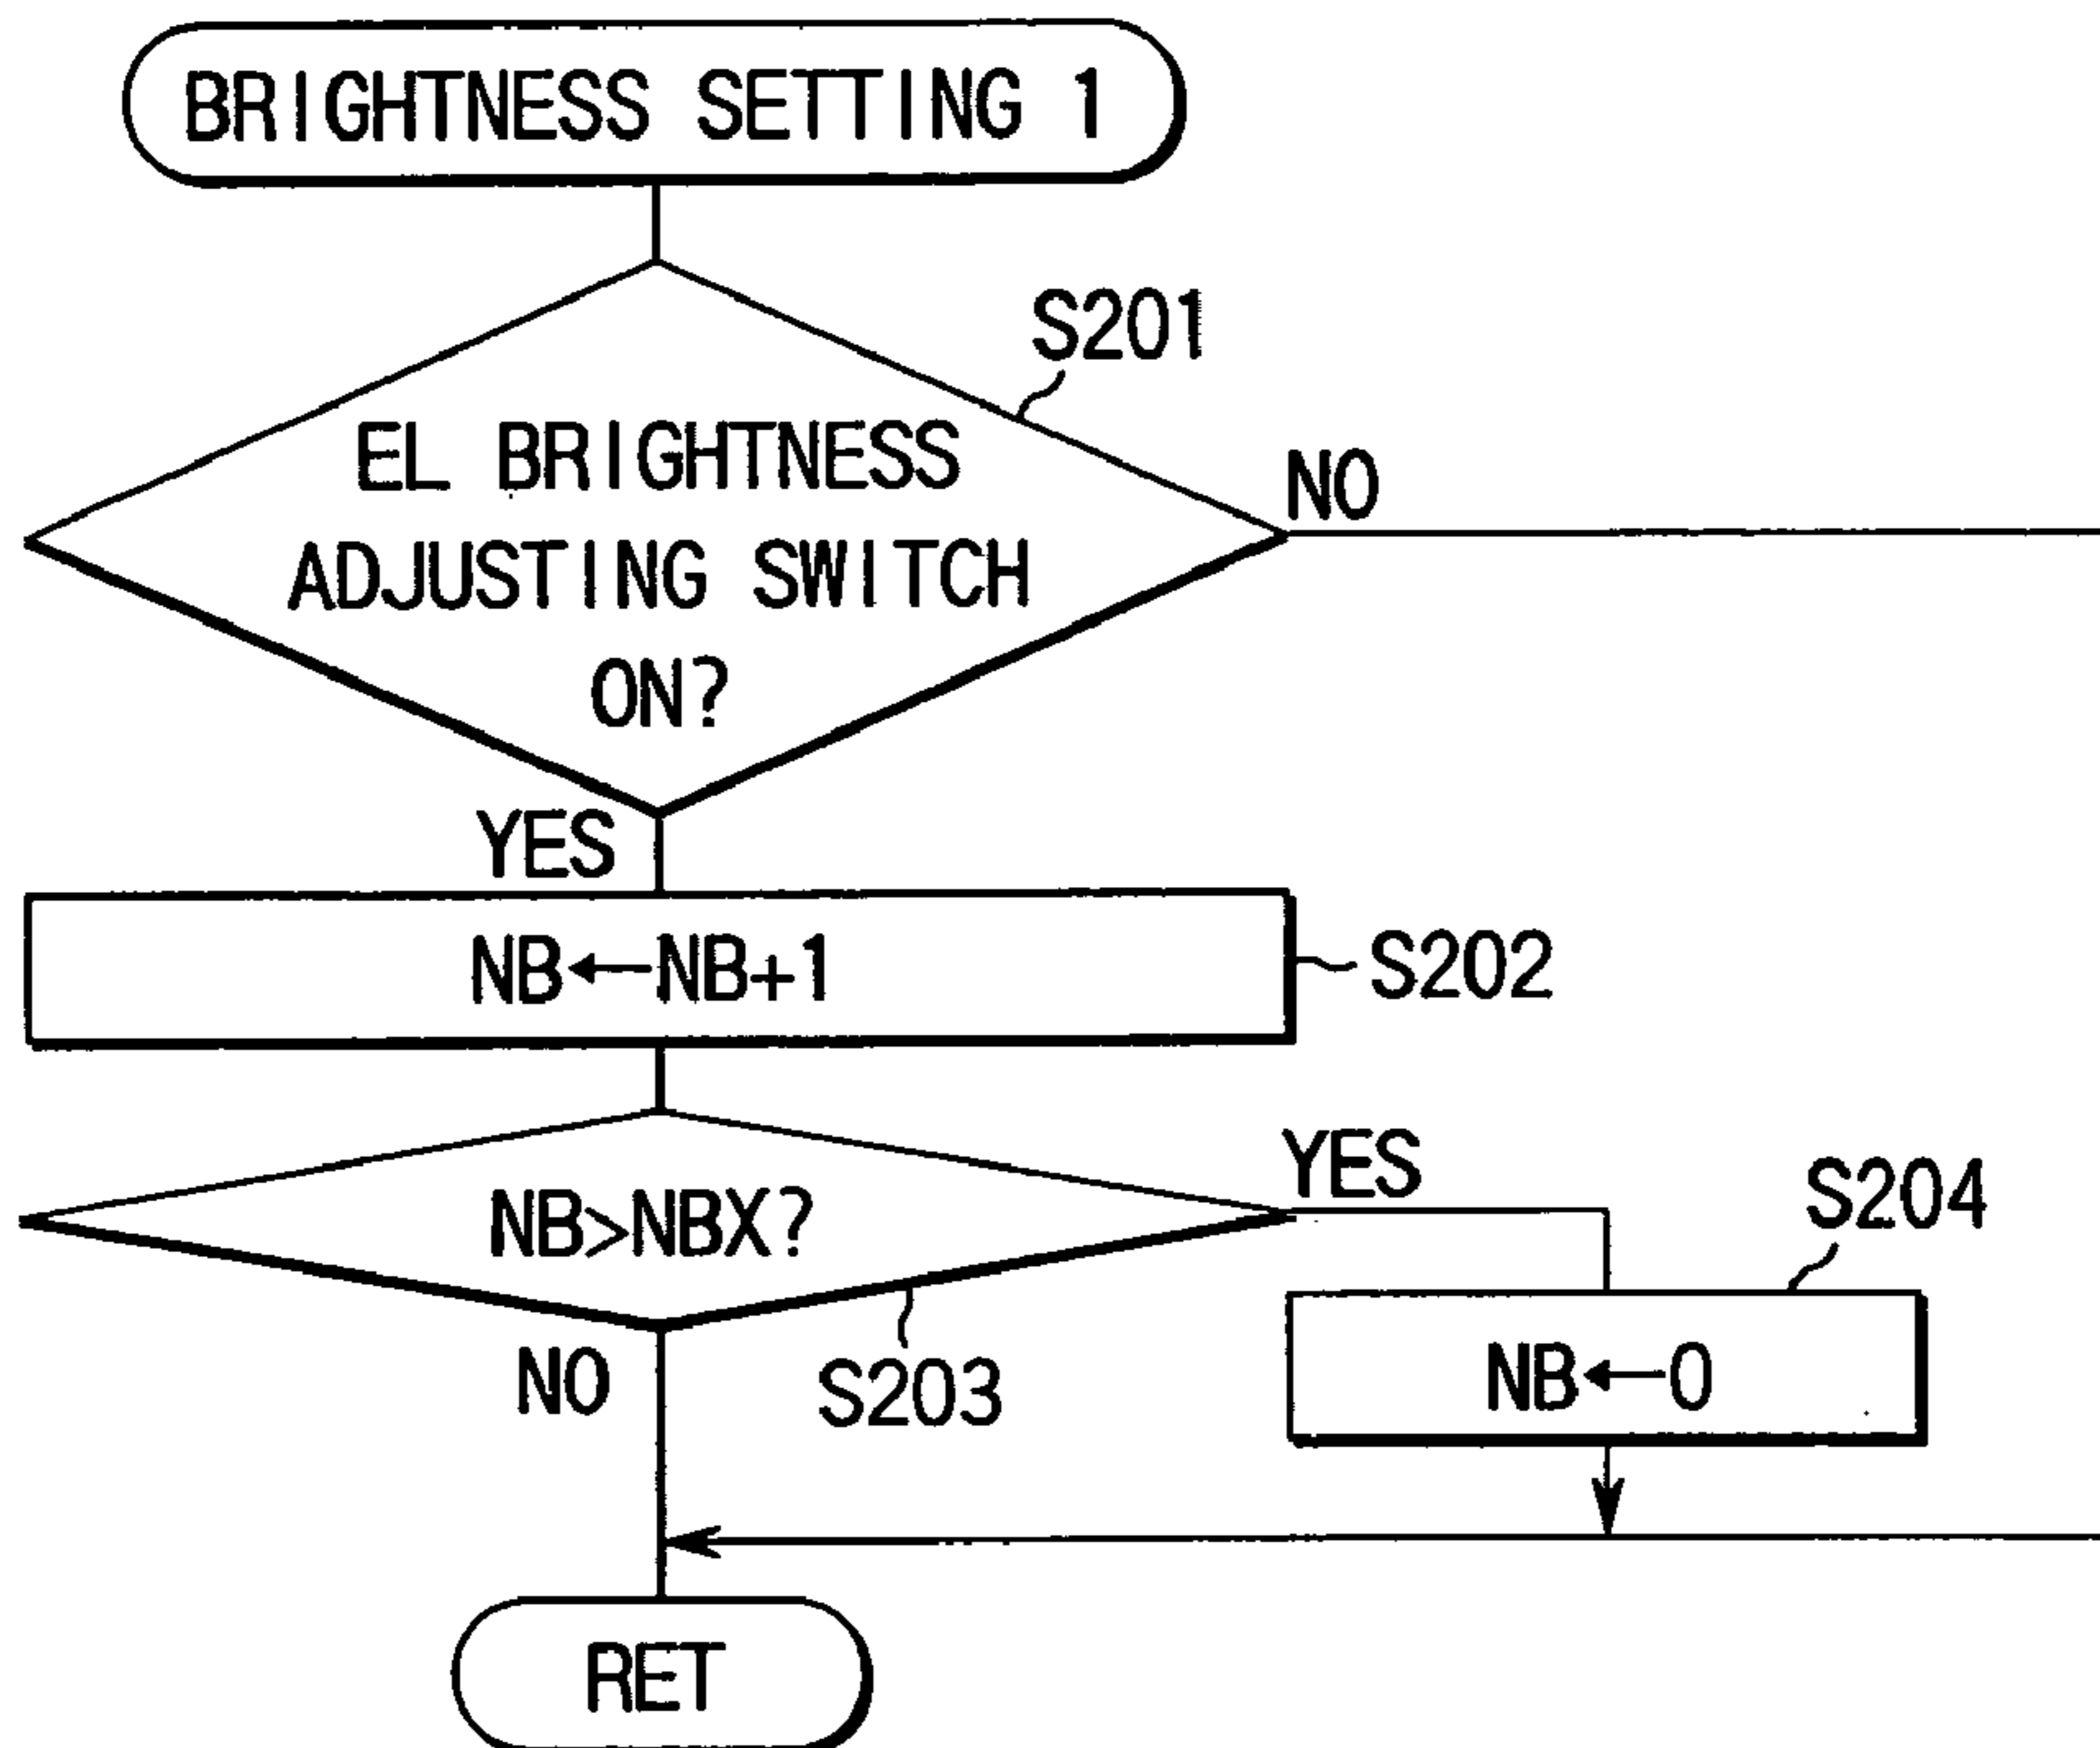 BRIGHTNESS SETTING 1
S201
EL BRIGHTNESS
ADJUSTING SWITCH
ON?
NO
YES
NB←NB+1
S202
NB>NBX?
YES
S204
NO
S203
NB←0
RET